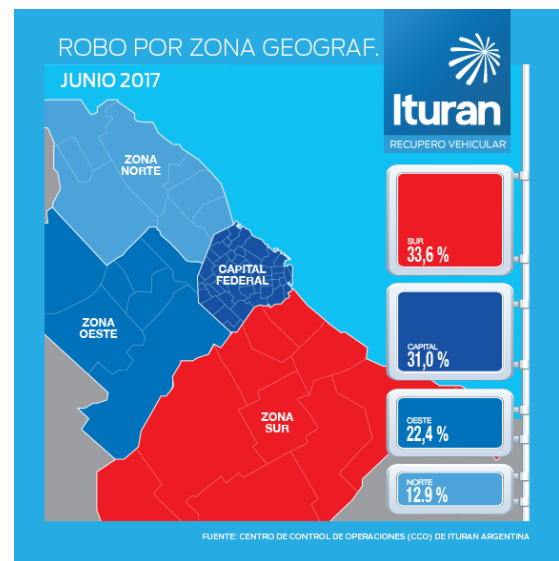 ROBO POR ZONA GEOGRAF.
JUNIO 2017
Ituran
RECUPERO VEHICULAR
ZONA
NORTE
CAPITAL
FEDERAL
ZONA
OESTE
ZONA
SUR
SUR
33,6 %
CAPITAL
31,0 %
OESTE
22,4 %
NORTE
12.9 %
FUENTE: CENTRO DE CONTROL DE OPERACIONES (CCO) DE ITURAN ARGENTINA